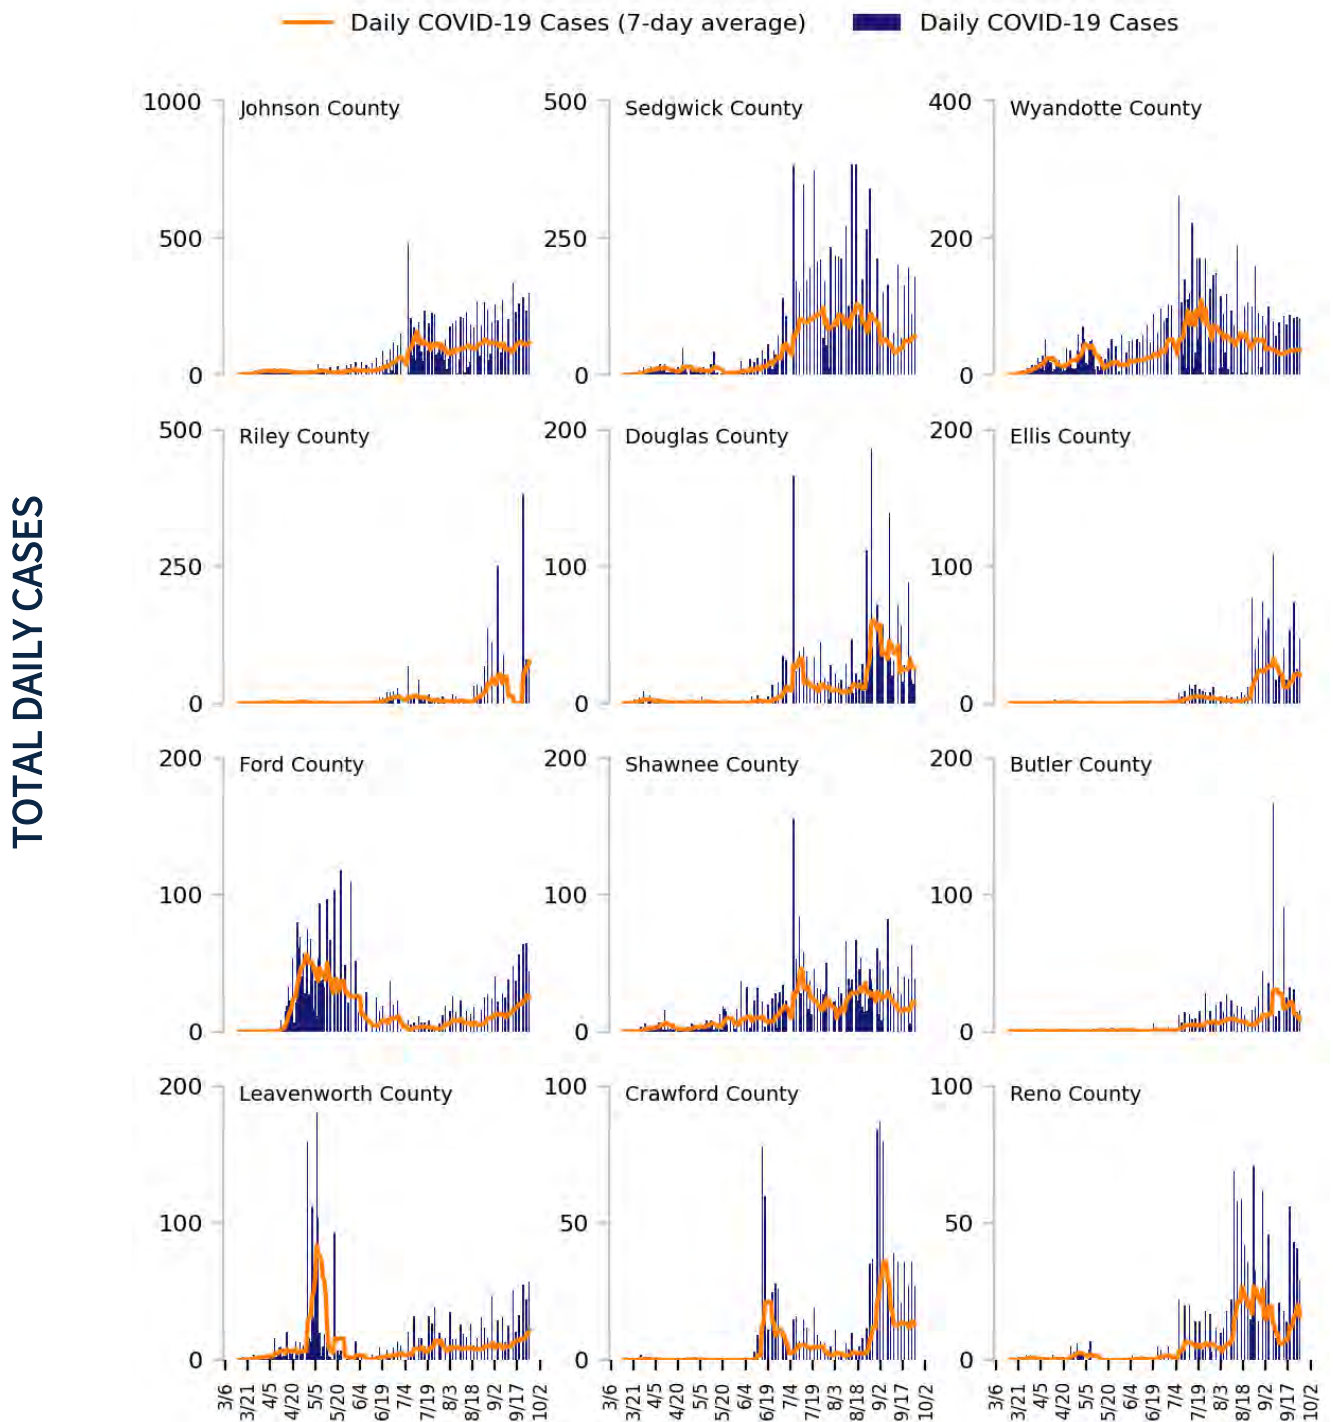 Daily COVID-19 Cases (7-day average) Daily COVID-19 Cases
TOTAL DAILY CASES
Johnson County
1000
500
0
Sedgwick County
500
250
0
Wyandotte County
400
200
0
Riley County
500
250
0
Douglas County
200
100
0
Ellis County
200
100
0
Ford County
200
100
0
Shawnee County
200
100
0
Butler County
200
100
0
Leavenworth County
200
100
0
3/6 3/21 4/5 4/20 5/5 5/20 6/4 6/19 7/4 7/19 8/3 8/18 9/2 9/17 10/2
Crawford County
100
50
0
3/6 3/21 4/5 4/20 5/5 5/20 6/4 6/19 7/4 7/19 8/3 8/18 9/2 9/17 10/2
Reno County
100
50
0
3/6 3/21 4/5 4/20 5/5 5/20 6/4 6/19 7/4 7/19 8/3 8/18 9/2 9/17 10/2